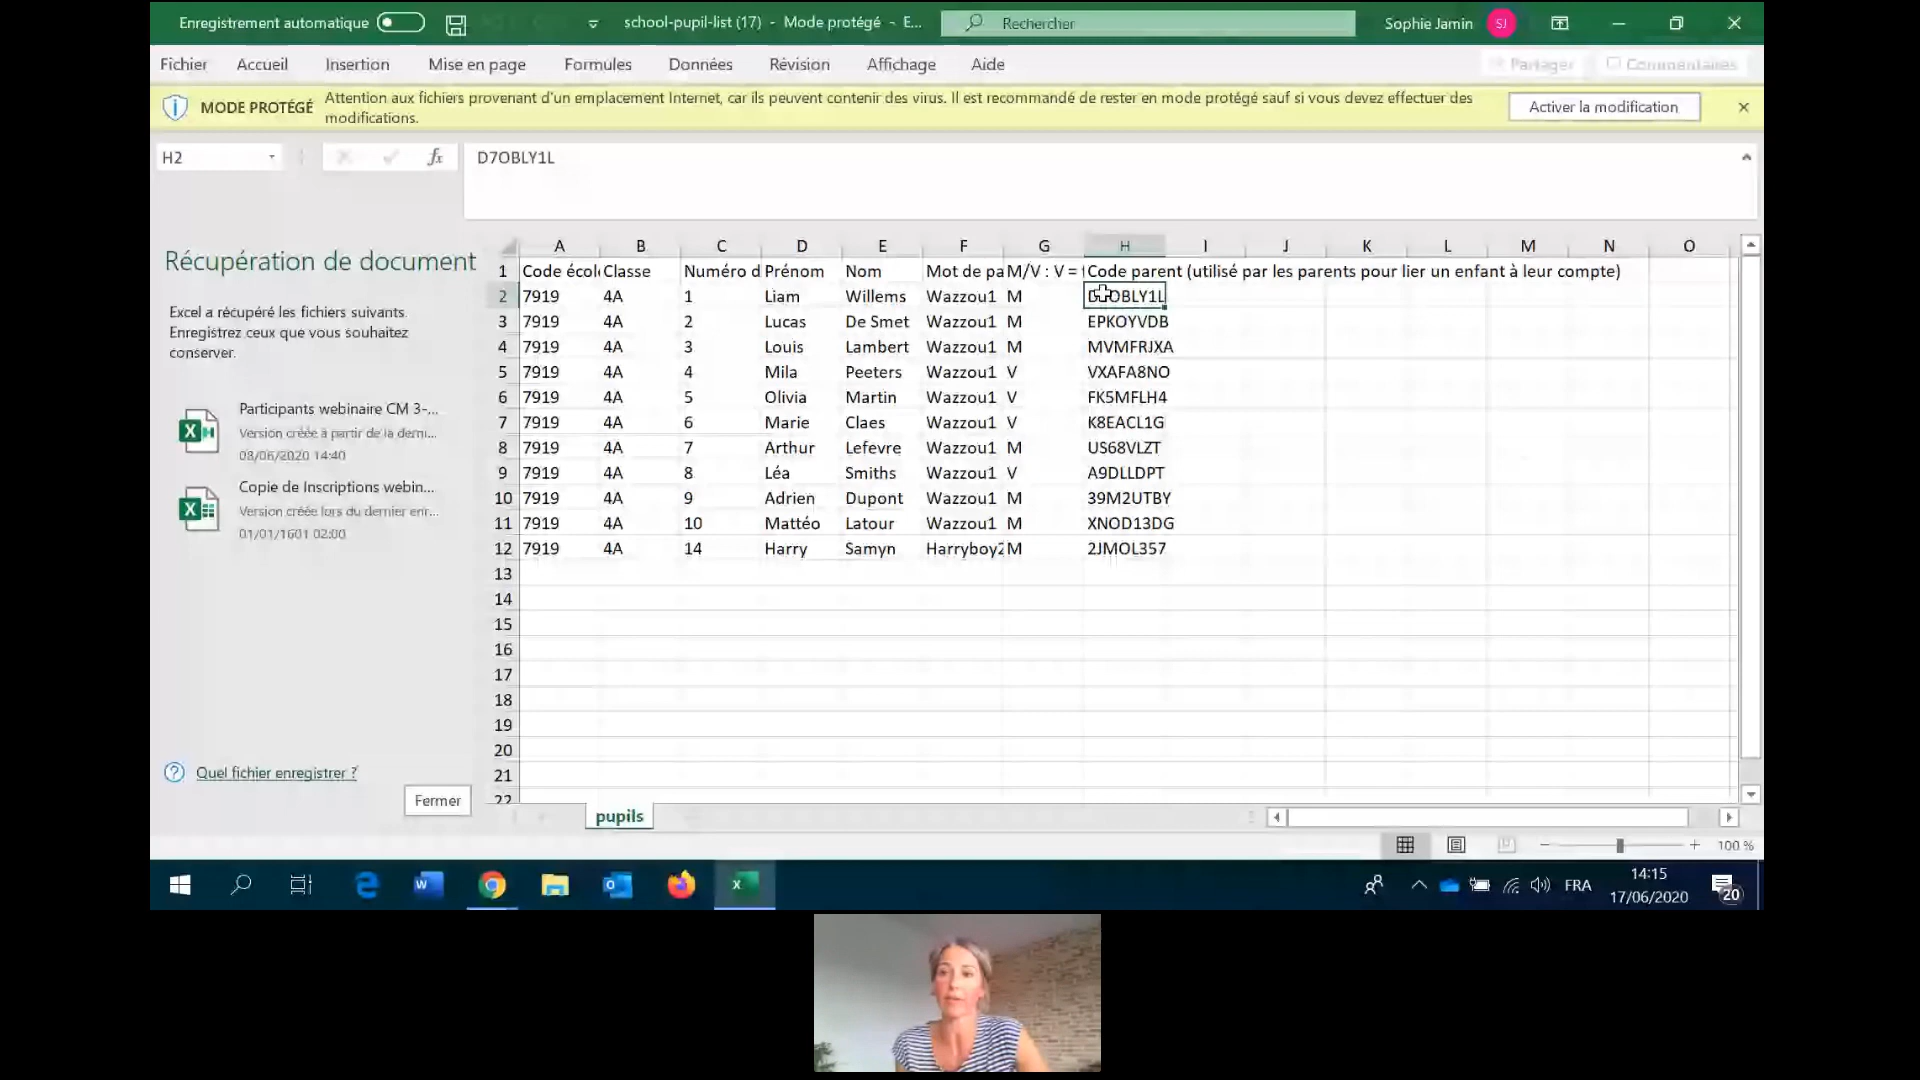 Enregistrement automatique
school-pupil-list (17) - Mode protégé - E...
Rechercher
Sophie Jamin
SJ
Fichier Accueil Insertion Mise en page Formules Données Révision Affichage Aide
Partager Commentaires
MODE PROTÉGÉ
Attention aux fichiers provenant d'un emplacement Internet, car ils peuvent contenir des virus. Il est recommandé de rester en mode protégé sauf si vous devez effectuer des
modifications.
Activer la modification
H2
fx
D7OBLY1L
Récupération de document
Excel a récupéré les fichiers suivants.
Enregistrez ceux que vous souhaitez
conserver.
Participants webinaire CM 3-...
Version créée à partir de la derni...
08/06/2020 14:40
Copie de Inscriptions webin...
Version créée lors du dernier enr...
01/01/1601 02:00
Quel fichier enregistrer ?
Fermer
A B C D E F G H I J K L M N O
1 Code écol Classe Numéro d Prénom Nom Mot de pa M/V : V = Code parent (utilisé par les parents pour lier un enfant à leur compte)
2 7919 4A 1 Liam Willems Wazzou1 M D7OBLY1L
3 7919 4A 2 Lucas De Smet Wazzou1 M EPKOYVDB
4 7919 4A 3 Louis Lambert Wazzou1 M MVMFRJXA
5 7919 4A 4 Mila Peeters Wazzou1 V VXAFA8NO
6 7919 4A 5 Olivia Martin Wazzou1 V FK5MFLH4
7 7919 4A 6 Marie Claes Wazzou1 V K8EACL1G
8 7919 4A 7 Arthur Lefevre Wazzou1 M US68VLZT
9 7919 4A 8 Léa Smiths Wazzou1 V A9DLLDPT
10 7919 4A 9 Adrien Dupont Wazzou1 M 39M2UTBY
11 7919 4A 10 Mattéo Latour Wazzou1 M XNOD13DG
12 7919 4A 14 Harry Samyn Harryboy2 M 2JMOL357
13
14
15
16
17
18
19
20
21
22
pupils
100 %
FRA
14:15
17/06/2020
20